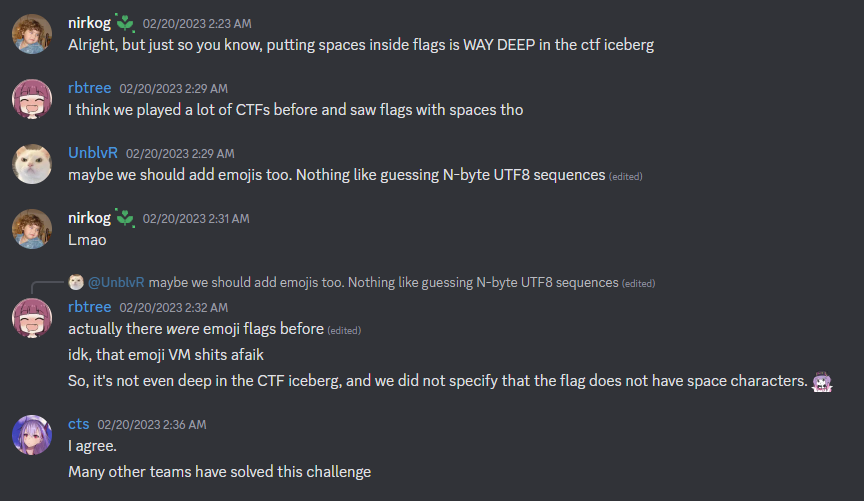 nirkog 02/20/2023 2:23 AM
Alright, but just so you know, putting spaces inside flags is WAY DEEP in the ctf iceberg
rbtree 02/20/2023 2:29 AM
I think we played a lot of CTFs before and saw flags with spaces tho
UnblvR 02/20/2023 2:29 AM
maybe we should add emojis too. Nothing like guessing N-byte UTF8 sequences (edited)
nirkog 02/20/2023 2:31 AM
Lmao
@UnblvR maybe we should add emojis too. Nothing like guessing N-byte UTF8 sequences (edited)
rbtree 02/20/2023 2:32 AM
actually there were emoji flags before (edited)
idk, that emoji VM shits afaik
So, it's not even deep in the CTF iceberg, and we did not specify that the flag does not have space characters.
cts 02/20/2023 2:36 AM
I agree.
Many other teams have solved this challenge